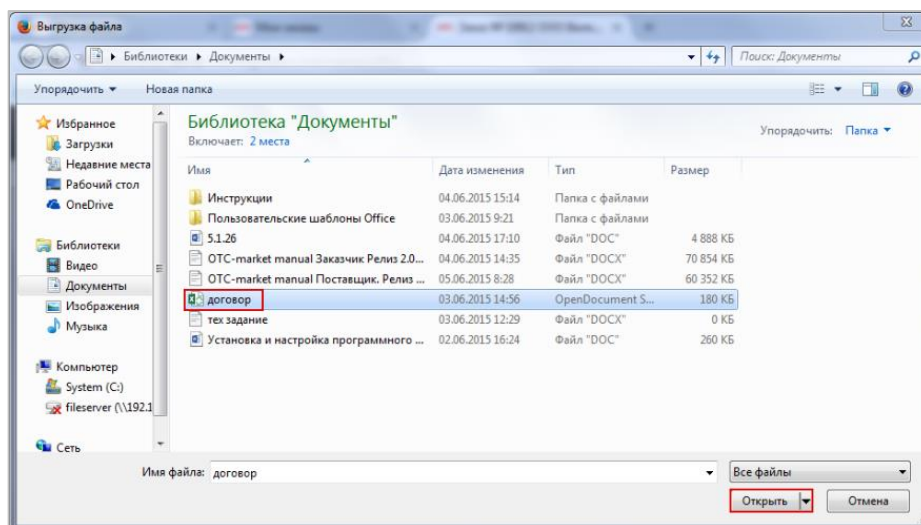 Выгрузка файла
Библиотеки ▸ Документы ▸
Поиск: Документы
Упорядочить ▾ Новая папка
Избранное
Загрузки
Недавние места
Рабочий стол
OneDrive
Библиотеки
Видео
Документы
Изображения
Музыка
Компьютер
System (C:)
fileserver (\\192.1
Сеть
Библиотека "Документы"
Включает: 2 места
Упорядочить: Папка ▾
Имя Дата изменения Тип Размер
Инструкции 04.06.2015 15:14 Папка с файлами
Пользовательские шаблоны Office 03.06.2015 9:21 Папка с файлами
5.1.26 04.06.2015 17:10 Файл "DOC" 4 888 КБ
OTC-market manual Заказчик Релиз 2.0... 04.06.2015 14:35 Файл "DOCX" 70 854 КБ
OTC-market manual Поставщик. Релиз ... 05.06.2015 8:28 Файл "DOCX" 60 352 КБ
договор 03.06.2015 14:56 OpenDocument S... 180 КБ
тех задание 03.06.2015 12:29 Файл "DOCX" 0 КБ
Установка и настройка программного ... 02.06.2015 16:24 Файл "DOC" 260 КБ
Имя файла: договор
Все файлы
Открыть
Отмена